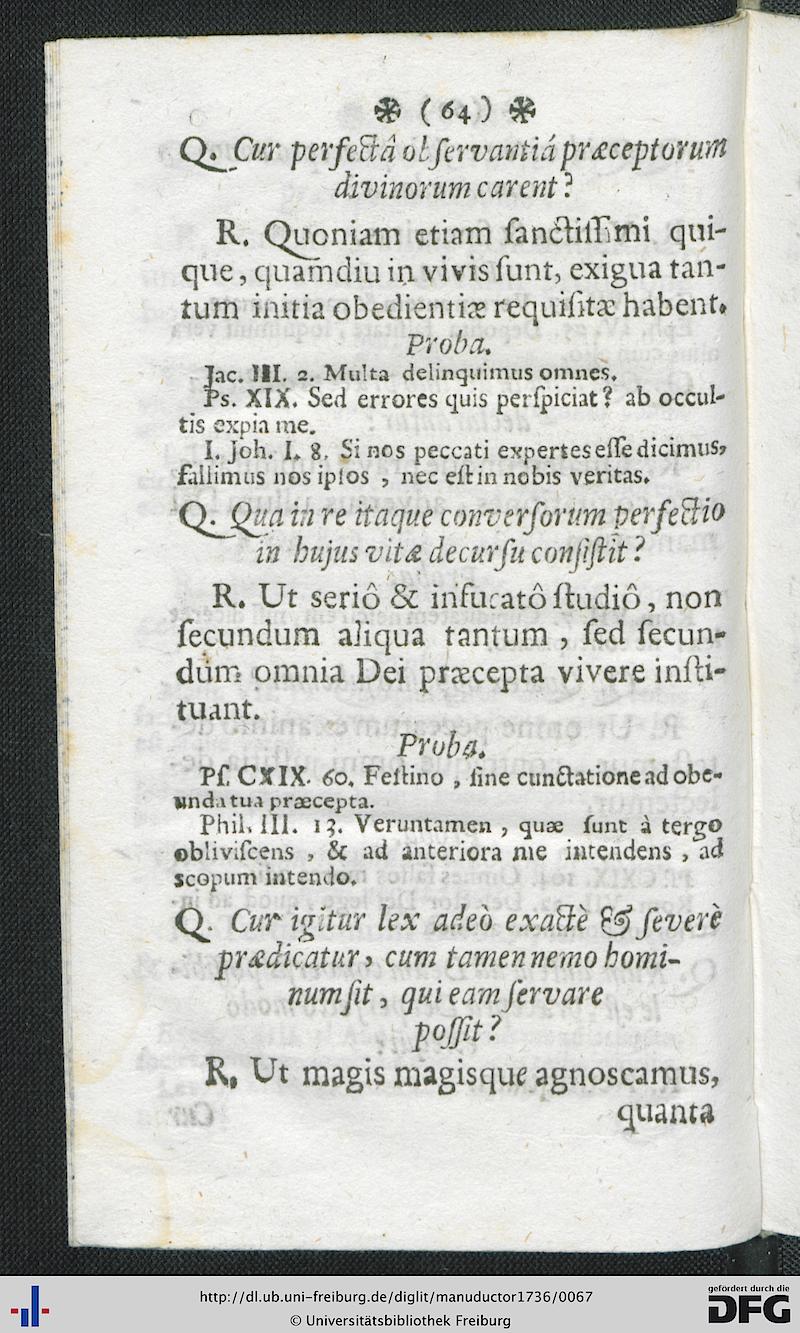 ✻ (64) ✻
Q. Cur perfectâ obſervantiá præceptorum
divinorum carent?
R. Quoniam etiam ſanctiſſimi qui-
que, quamdiu in vivis ſunt, exigua tan-
tum initia obedientiæ requiſitæ habent.
Proba.
Jac. III. 2. Multa delinquimus omnes.
Ps. XIX. Sed errores quis perſpiciat? ab occul-
tis expia me.
I. Joh. I. 8. Si nos peccati expertes eſſe dicimus,
fallimus nos ipſos, nec eſt in nobis veritas.
Q. Qua in re itaque converſorum perfectio
in hujus vitæ decurſu conſiſtit?
R. Ut seriô & infucatô ſtudiô, non
ſecundum aliqua tantum, ſed ſecun-
dùm omnia Dei præcepta vivere inſti-
tuant.
Proba.
Pſ. CXIX. 60. Feſtino, ſine cunctatione ad obe-
unda tua præcepta.
Phil. III. 13. Veruntamen, quæ ſunt à tergo
obliviſcens, & ad anteriora me intendens, ad
scopum intendo.
Q. Cur igitur lex adeò exactè & ſeverè
prædicatur, cum tamen nemo homi-
num ſit, qui eam ſervare
poſſit?
R. Ut magis magisque agnoscamus,
quanta
http://dl.ub.uni-freiburg.de/diglit/manuductor1736/0067
© Universitätsbibliothek Freiburg
gefördert durch die
DFG